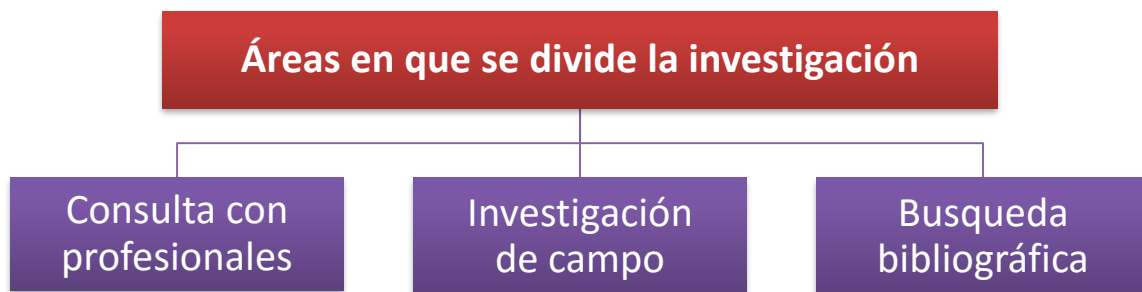 Áreas en que se divide la investigación
Consulta con
profesionales
Investigación
de campo
Busqueda
bibliográfica